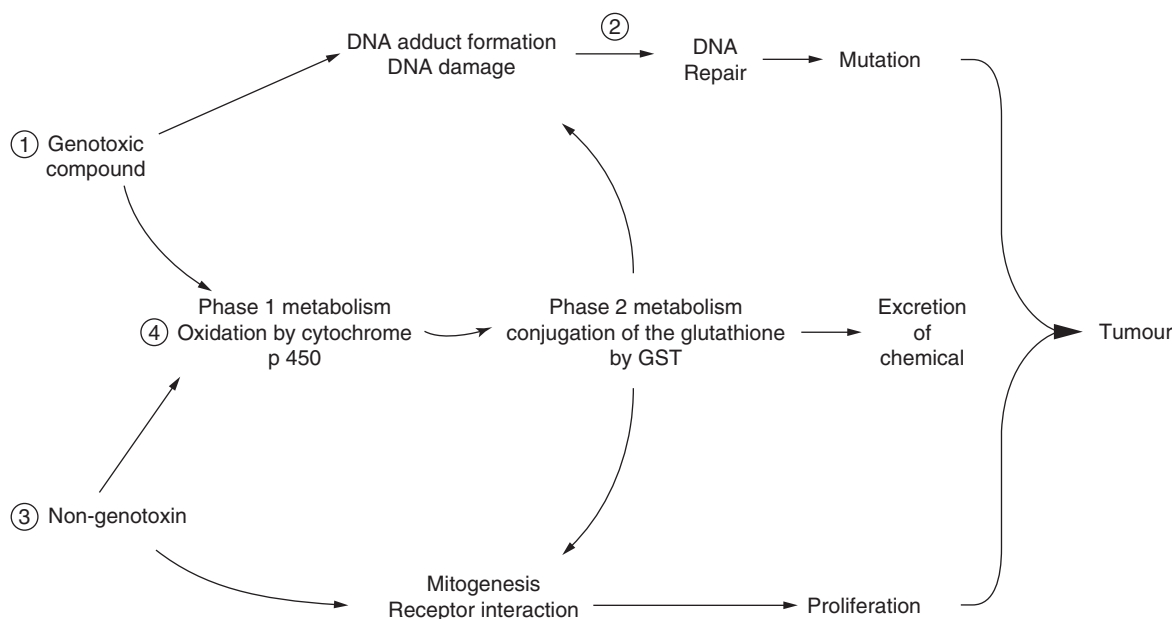 DNA adduct formation
DNA damage
2
DNA
Repair
Mutation
1 Genotoxic
compound
Phase 1 metabolism
4 Oxidation by cytochrome
p 450
Phase 2 metabolism
conjugation of the glutathione
by GST
Excretion
of
chemical
Tumour
3 Non-genotoxin
Mitogenesis
Receptor interaction
Proliferation